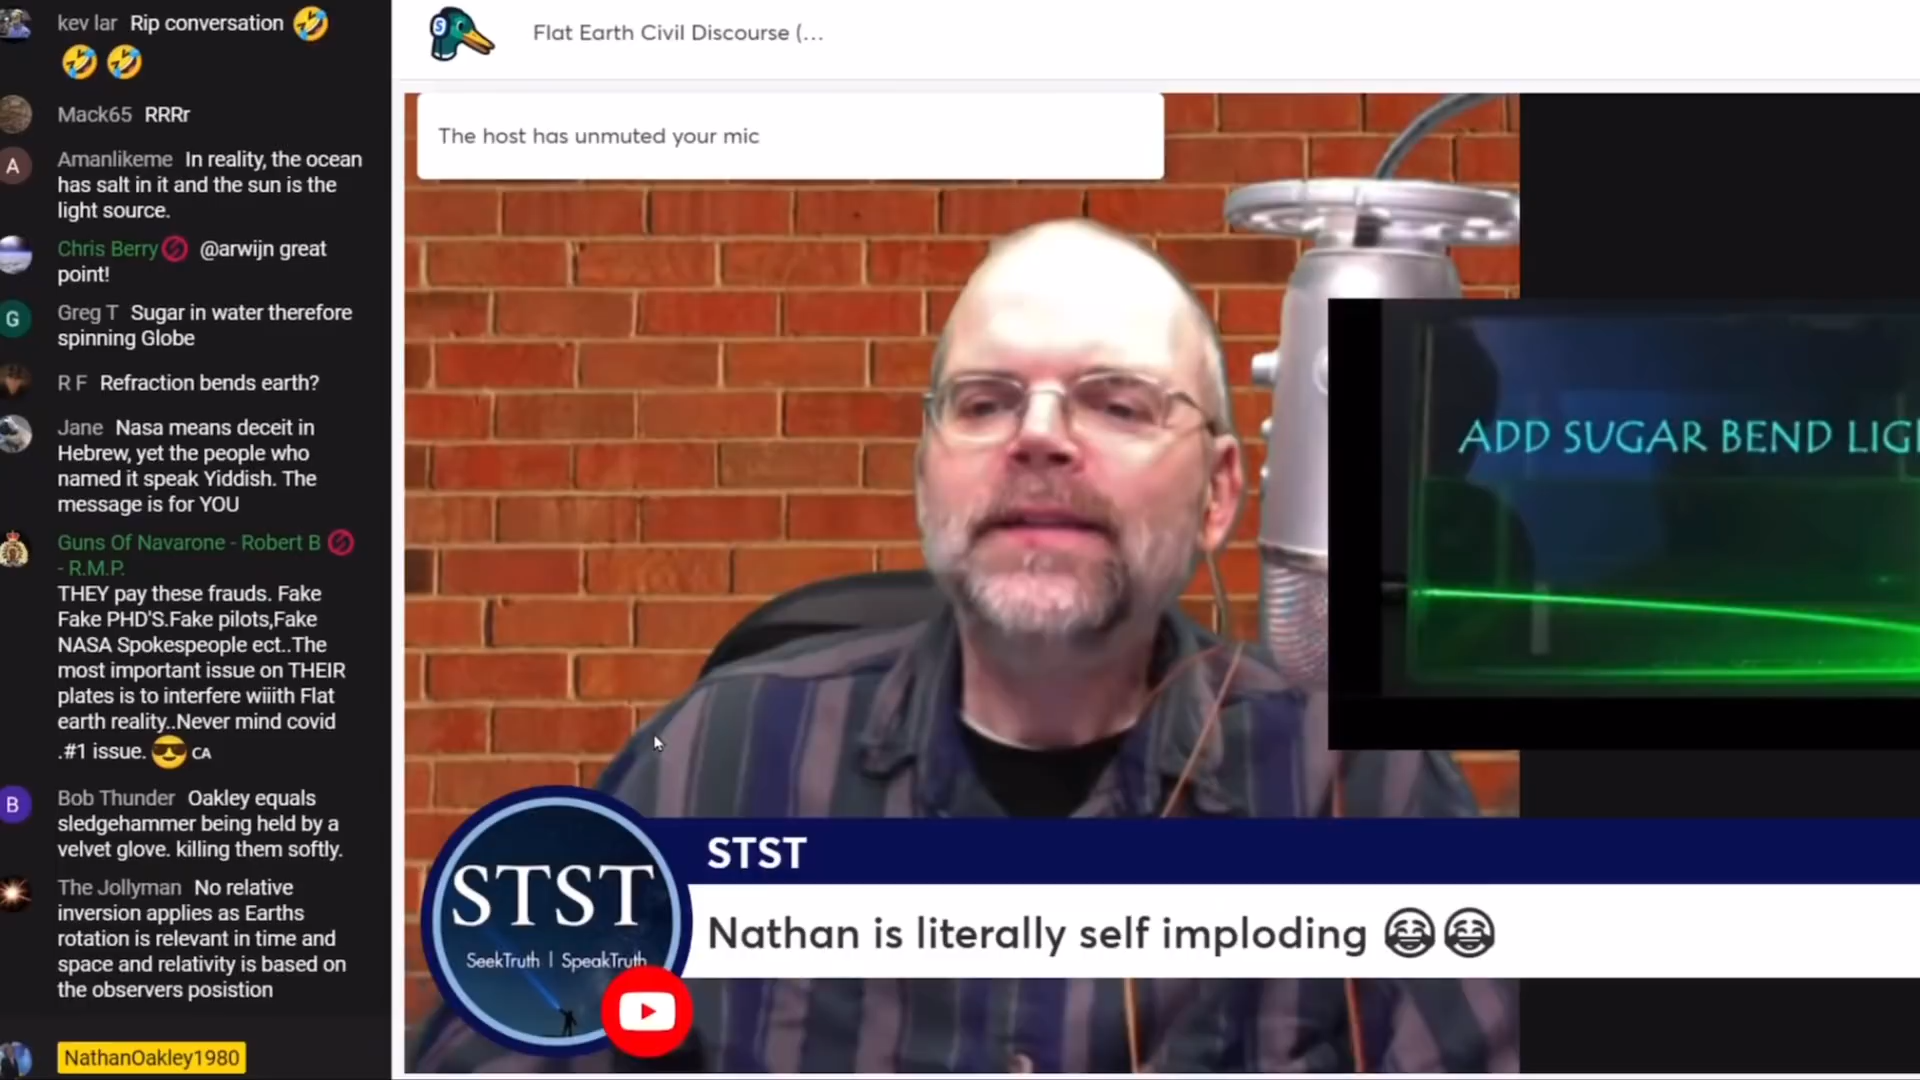 kev lar Rip conversation 🤣
🤣 🤣
Mack65 RRRr
A
Amanlikeme In reality, the ocean
has salt in it and the sun is the
light source.
Chris Berry @arwijn great
point!
G
Greg T Sugar in water therefore
spinning Globe
R F Refraction bends earth?
Jane Nasa means deceit in
Hebrew, yet the people who
named it speak Yiddish. The
message is for YOU
Guns Of Navarone - Robert B
- R.M.P.
THEY pay these frauds. Fake
Fake PHD'S.Fake pilots,Fake
NASA Spokespeople ect..The
most important issue on THEIR
plates is to interfere wiiith Flat
earth reality..Never mind covid
.#1 issue. 😎 CA
B
Bob Thunder Oakley equals
sledgehammer being held by a
velvet glove. killing them softly.
The Jollyman No relative
inversion applies as Earths
rotation is relevant in time and
space and relativity is based on
the observers posistion
NathanOakley1980
S
Flat Earth Civil Discourse (...
The host has unmuted your mic
ADD SUGAR BEND LIG
STST
SeekTruth | SpeakTruth
STST
Nathan is literally self imploding 😂😂